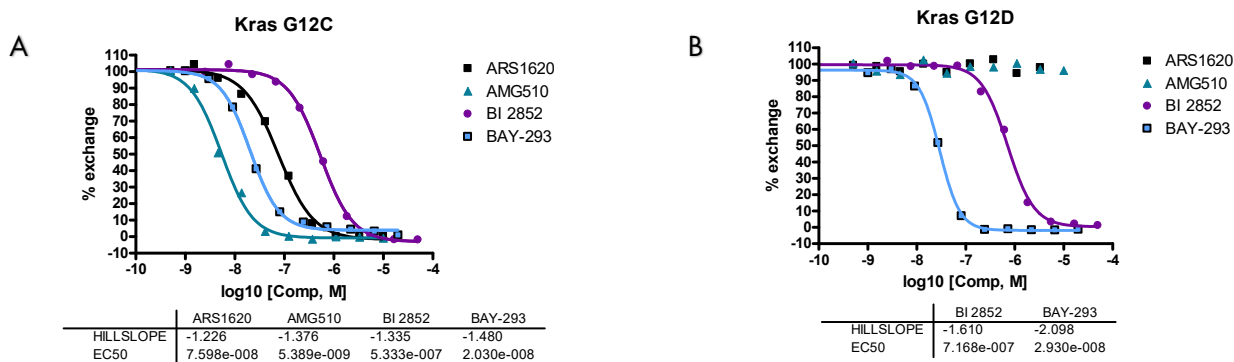 A
Kras G12C
110
100
90
80
70
60
50
40
30
20
10
0
-10
% exchange
-10 -9 -8 -7 -6 -5 -4
log10 [Comp, M]
ARS1620
AMG510
BI 2852
BAY-293
ARS1620 AMG510 BI 2852 BAY-293
HILLSLOPE -1.226 -1.376 -1.335 -1.480
EC50 7.598e-008 5.389e-009 5.333e-007 2.030e-008
B
Kras G12D
110
100
90
80
70
60
50
40
30
20
10
0
-10
% exchange
-10 -9 -8 -7 -6 -5 -4
log10 [Comp, M]
ARS1620
AMG510
BI 2852
BAY-293
BI 2852 BAY-293
HILLSLOPE -1.610 -2.098
EC50 7.168e-007 2.930e-008